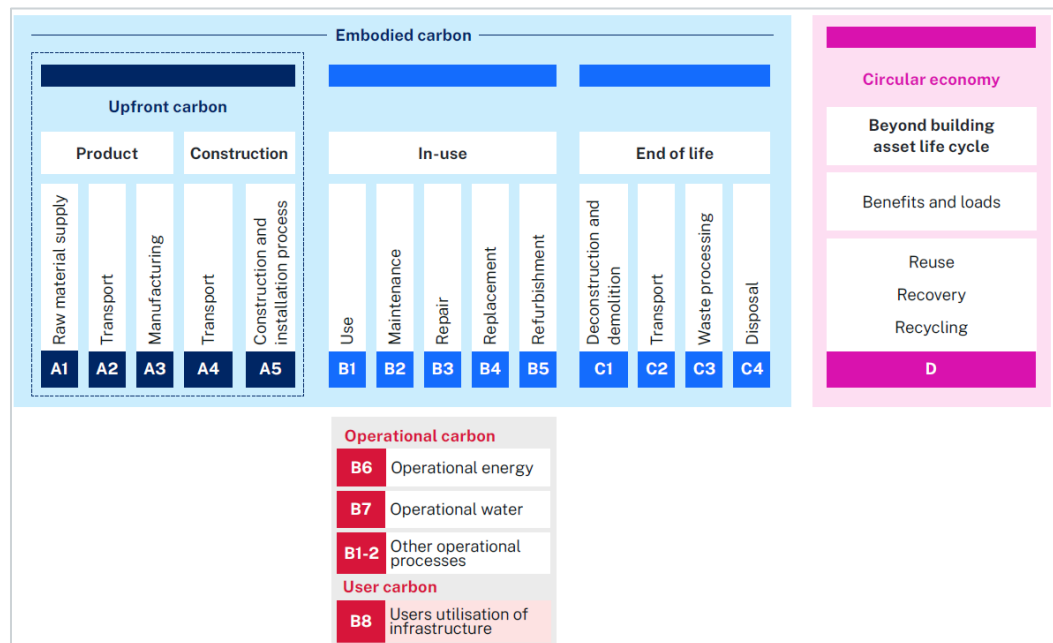 Embodied carbon
Upfront carbon
Product
Construction
In-use
End of life
Raw material supply
Transport
Manufacturing
Transport
Construction and
installation process
Use
Maintenance
Repair
Replacement
Refurbishment
Deconstruction and
demolition
Transport
Waste processing
Disposal
A1
A2
A3
A4
A5
B1
B2
B3
B4
B5
C1
C2
C3
C4
Circular economy
Beyond building
asset life cycle
Benefits and loads
Reuse
Recovery
Recycling
D
Operational carbon
B6 Operational energy
B7 Operational water
B1-2 Other operational
processes
User carbon
B8 Users utilisation of
infrastructure